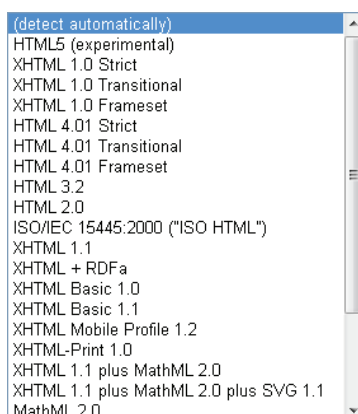 (detect automatically)
HTML5 (experimental)
XHTML 1.0 Strict
XHTML 1.0 Transitional
XHTML 1.0 Frameset
HTML 4.01 Strict
HTML 4.01 Transitional
HTML 4.01 Frameset
HTML 3.2
HTML 2.0
ISO/IEC 15445:2000 ("ISO HTML")
XHTML 1.1
XHTML + RDFa
XHTML Basic 1.0
XHTML Basic 1.1
XHTML Mobile Profile 1.2
XHTML-Print 1.0
XHTML 1.1 plus MathML 2.0
XHTML 1.1 plus MathML 2.0 plus SVG 1.1
MathML 2.0